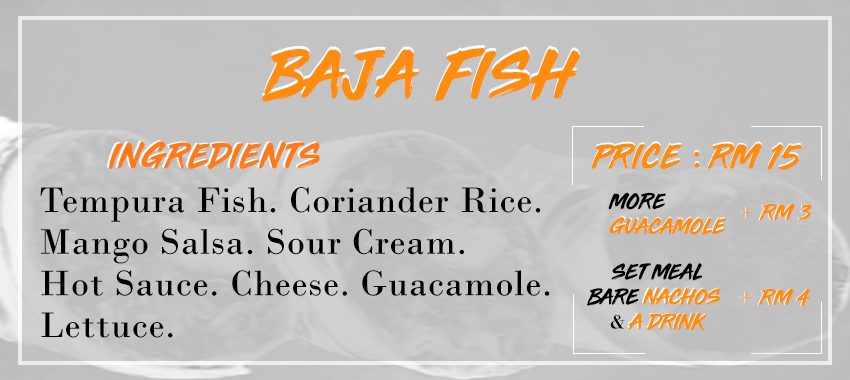 BAJA FISH
INGREDIENTS
Tempura Fish. Coriander Rice.
Mango Salsa. Sour Cream.
Hot Sauce. Cheese. Guacamole.
Lettuce.
PRICE : RM 15
MORE
GUACAMOLE + RM 3
SET MEAL
BARE NACHOS + RM 4
& A DRINK